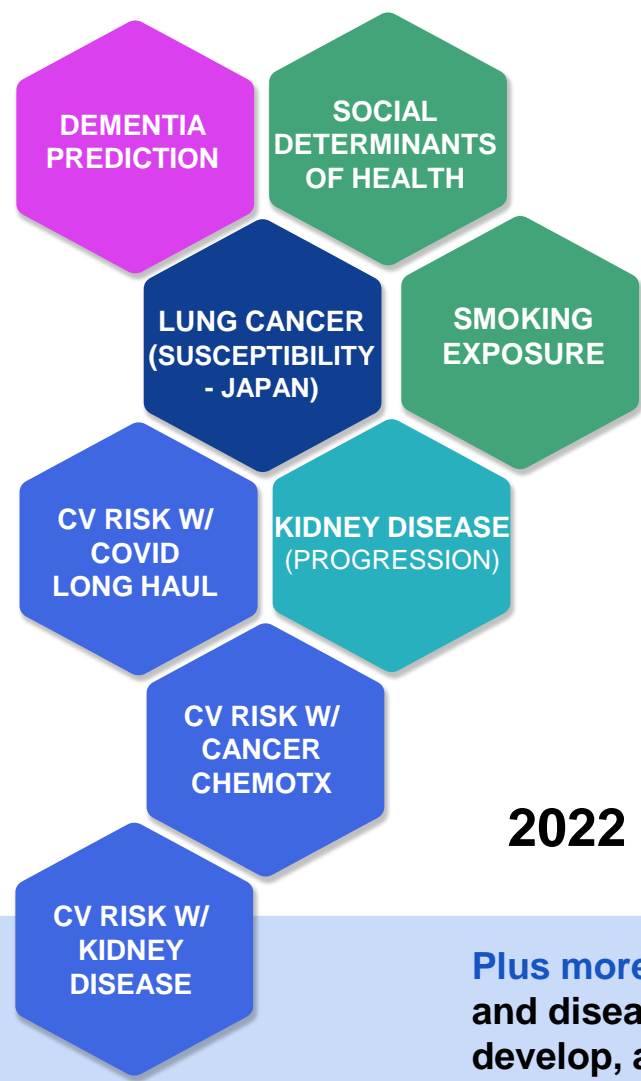 DEMENTIA
PREDICTION
SOCIAL
DETERMINANTS
OF HEALTH
LUNG CANCER
(SUSCEPTIBILITY
- JAPAN)
SMOKING
EXPOSURE
CV RISK W/
COVID
LONG HAUL
KIDNEY DISEASE
(PROGRESSION)
CV RISK W/
CANCER
CHEMOTX
2022
CV RISK W/
KIDNEY
DISEASE
Plus more
and disea
develop, a